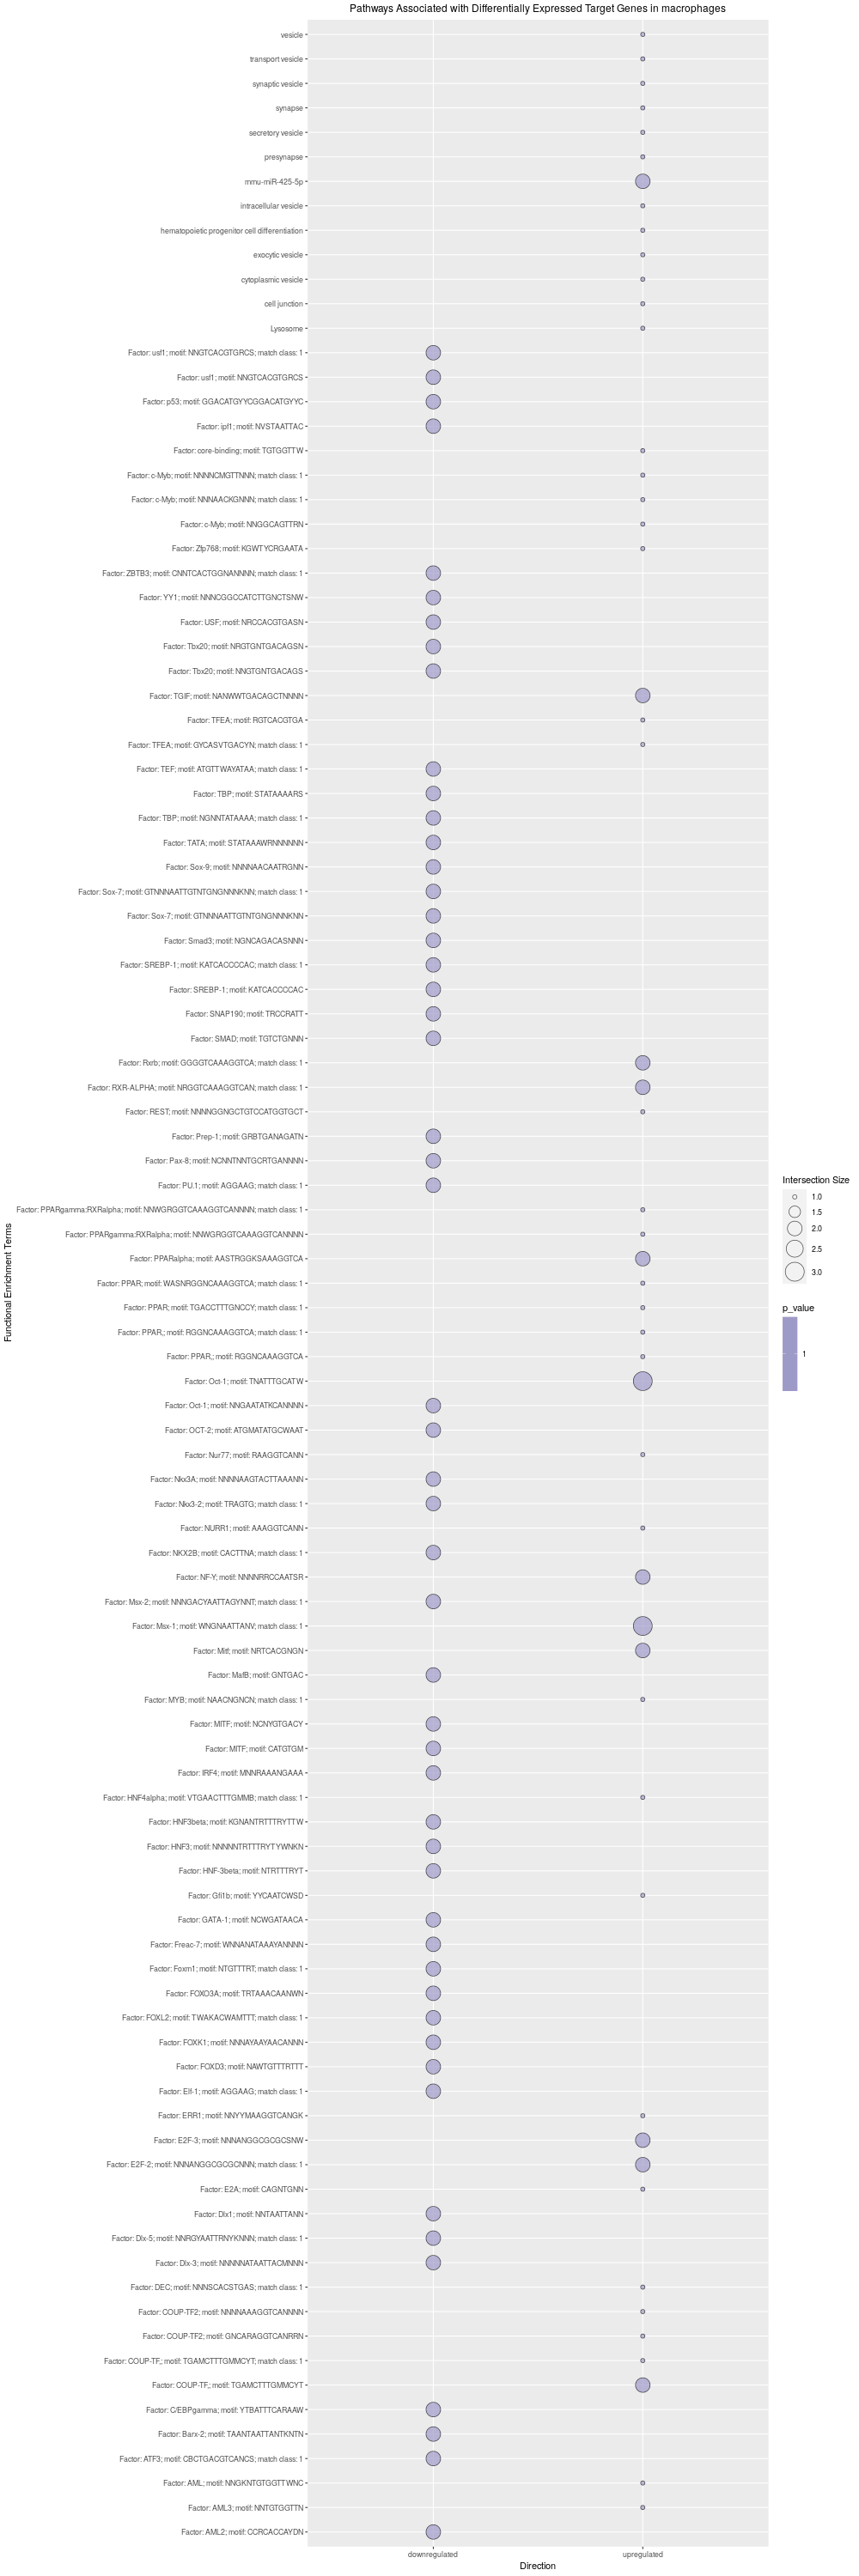 Pathways Associated with Differentially Expressed Target Genes in macrophages
vesicle
transport vesicle
synaptic vesicle
synapse
secretory vesicle
presynapse
mmu-miR-425-5p
intracellular vesicle
hematopoietic progenitor cell differentiation
exocytic vesicle
cytoplasmic vesicle
cell junction
Lysosome
Factor: usf1; motif: NNGTCACGTGRCS; match class: 1
Factor: usf1; motif: NNGTCACGTGRCS
Factor: p53; motif: GGACATGYYCGGACATGYYC
Factor: ipf1; motif: NVSTAATTAC
Factor: core-binding; motif: TGTGGTTW
Factor: c-Myb; motif: NNNNCMGTTNNN; match class: 1
Factor: c-Myb; motif: NNNAACKGNNN; match class: 1
Factor: c-Myb; motif: NNGGCAGTTRN
Factor: Zfp768; motif: KGWTYCRGAATA
Factor: ZBTB3; motif: CNNTCACTGGNANNNN; match class: 1
Factor: YY1; motif: NNNCGGCCATCTTGNCTSNW
Factor: USF; motif: NRCCACGTGASN
Factor: Tbx20; motif: NRGTGNTGACAGSN
Factor: Tbx20; motif: NNGTGNTGACAGS
Factor: TGIF; motif: NANWWTGACAGCTNNNN
Factor: TFEA; motif: RGTCACGTGA
Factor: TFEA; motif: GYCASVTGACYN; match class: 1
Factor: TEF; motif: ATGTTWAYATAA; match class: 1
Factor: TBP; motif: STATAAAARS
Factor: TBP; motif: NGNNTATAAAA; match class: 1
Factor: TATA; motif: STATAAAWRNNNNNN
Factor: Sox-9; motif: NNNNAACAATRGNN
Factor: Sox-7; motif: GTNNNAATTGTNTGNGNNNKNN; match class: 1
Factor: Sox-7; motif: GTNNNAATTGTNTGNGNNNKNN
Factor: Smad3; motif: NGNCAGACASNNN
Factor: SREBP-1; motif: KATCACCCCAC; match class: 1
Factor: SREBP-1; motif: KATCACCCCAC
Factor: SNAP190; motif: TRCCRATT
Factor: SMAD; motif: TGTCTGNNN
Factor: Rxrb; motif: GGGGTCAAAGGTCA; match class: 1
Factor: RXR-ALPHA; motif: NRGGTCAAAGGTCAN; match class: 1
Factor: REST; motif: NNNNGGNGCTGTCCATGGTGCT
Factor: Prep-1; motif: GRBTGANAGATN
Factor: Pax-8; motif: NCNNTNNTGCRTGANNNN
Factor: PU.1; motif: AGGAAG; match class: 1
Factor: PPARgamma:RXRalpha; motif: NNWGRGGTCAAAGGTCANNNN; match class: 1
Factor: PPARgamma:RXRalpha; motif: NNWGRGGTCAAAGGTCANNNN
Factor: PPARalpha; motif: AASTRGGKSAAAGGTCA
Factor: PPAR; motif: WASNRGGNCAAAGGTCA; match class: 1
Factor: PPAR; motif: TGACCTTTGNCCY; match class: 1
Factor: PPAR,; motif: RGGNCAAAGGTCA; match class: 1
Factor: PPAR,; motif: RGGNCAAAGGTCA
Factor: Oct-1; motif: TNATTTGCATW
Factor: Oct-1; motif: NNGAATATKCANNNN
Factor: OCT-2; motif: ATGMATATGCWAAT
Factor: Nur77; motif: RAAGGTCANN
Factor: Nkx3A; motif: NNNNAAGTACTTAAANN
Factor: Nkx3-2; motif: TRAGTG; match class: 1
Factor: NURR1; motif: AAAGGTCANN
Factor: NKX2B; motif: CACTTNA; match class: 1
Factor: NF-Y; motif: NNNNRRCCAATSR
Factor: Msx-2; motif: NNNGACYAATTAGYNNT; match class: 1
Factor: Msx-1; motif: WNGNAATTANV; match class: 1
Factor: Mitf; motif: NRTCACGNGN
Factor: MafB; motif: GNTGAC
Factor: MYB; motif: NAACNGNCN; match class: 1
Factor: MITF; motif: NCNYGTGACY
Factor: MITF; motif: CATGTGM
Factor: IRF4; motif: MNNRAAANGAAA
Factor: HNF4alpha; motif: VTGAACTTTGMMB; match class: 1
Factor: HNF3beta; motif: KGNANTRTTTRYTTW
Factor: HNF3; motif: NNNNNTRTTTRYTYWNKN
Factor: HNF-3beta; motif: NTRTTTRYT
Factor: Gfi1b; motif: YYCAATCWSD
Factor: GATA-1; motif: NCWGATAACA
Factor: Freac-7; motif: WNNANATAAAYANNNN
Factor: Foxm1; motif: NTGTTTRT; match class: 1
Factor: FOXO3A; motif: TRTAAACAANWN
Factor: FOXL2; motif: TWAKACWAMTTT; match class: 1
Factor: FOXK1; motif: NNNAYAAYAACANNN
Factor: FOXD3; motif: NAWTGTTTRTTT
Factor: Elf-1; motif: AGGAAG; match class: 1
Factor: ERR1; motif: NNYYMAAGGTCANGK
Factor: E2F-3; motif: NNNANGGCGCGCSNW
Factor: E2F-2; motif: NNNANGGCGCGCNNN; match class: 1
Factor: E2A; motif: CAGNTGNN
Factor: Dlx1; motif: NNTAATTANN
Factor: Dlx-5; motif: NNRGYAATTRNYKNNN; match class: 1
Factor: Dlx-3; motif: NNNNNATAATTACMNNN
Factor: DEC; motif: NNNSCACSTGAS; match class: 1
Factor: COUP-TF2; motif: NNNNAAAGGTCANNNN
Factor: COUP-TF2; motif: GNCARAGGTCANRRN
Factor: COUP-TF,; motif: TGAMCTTTGMMCYT; match class: 1
Factor: COUP-TF,; motif: TGAMCTTTGMMCYT
Factor: C/EBPgamma; motif: YTBATTTCARAAW
Factor: Barx-2; motif: TAANTAATTANTKNTN
Factor: ATF3; motif: CBCTGACGTCANCS; match class: 1
Factor: AML; motif: NNGKNTGTGGTTWNC
Factor: AML3; motif: NNTGTGGTTN
Factor: AML2; motif: CCRCACCAYDN
Functional Enrichment Terms
downregulated
upregulated
Direction
Intersection Size
1.0
1.5
2.0
2.5
3.0
p_value
1